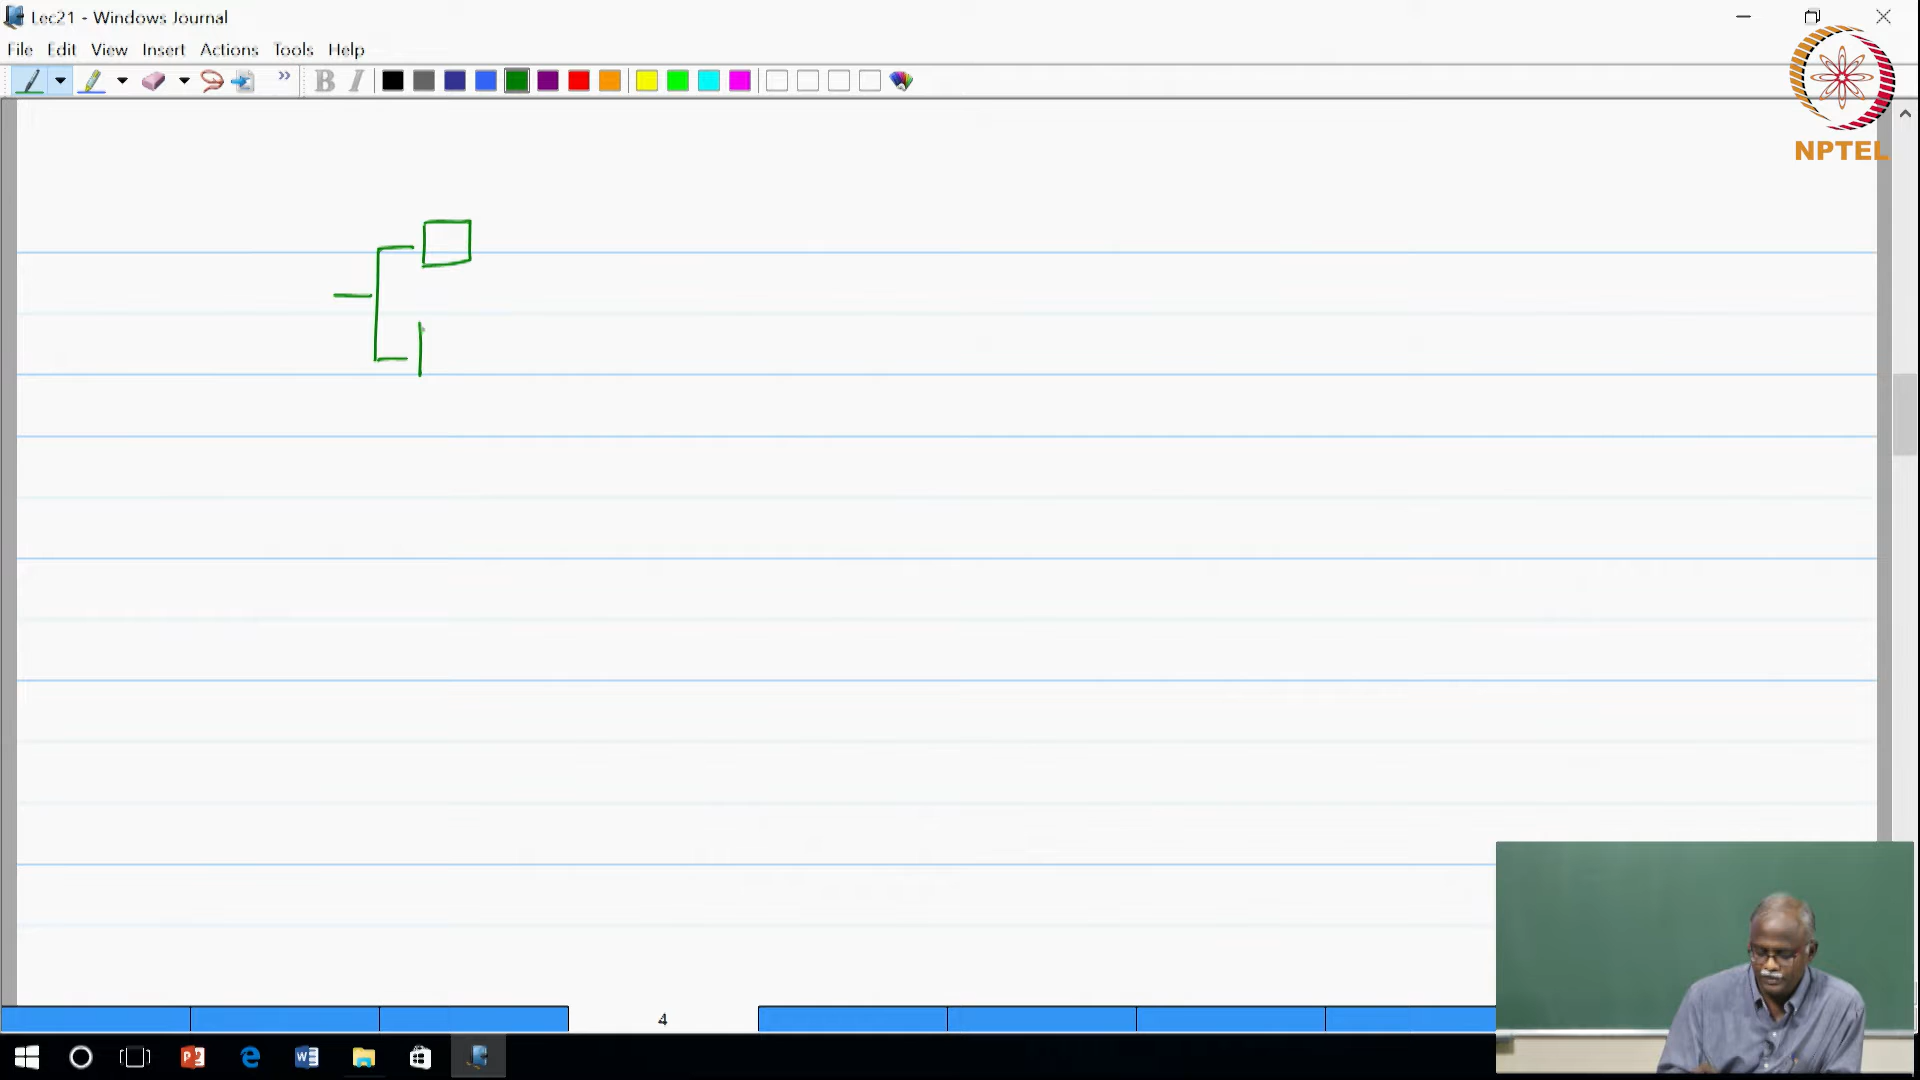 Lec21 - Windows Journal
File Edit View Insert Actions Tools Help
B I
NPTEL
4